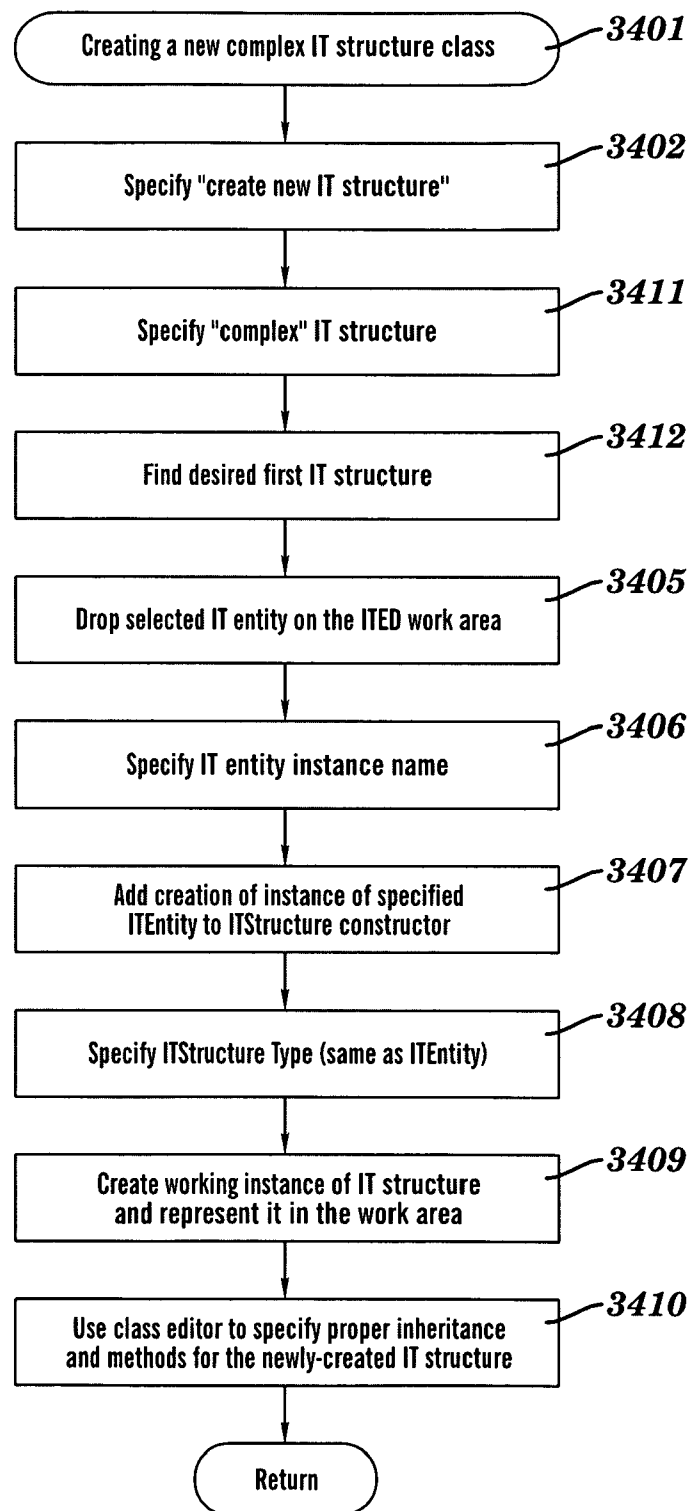 3401
Creating a new complex IT structure class
3402
Specify "create new IT structure"
3411
Specify "complex" IT structure
3412
Find desired first IT structure
3405
Drop selected IT entity on the ITED work area
3406
Specify IT entity instance name
3407
Add creation of instance of specified
ITEntity to ITStructure constructor
3408
Specify ITStructure Type (same as ITEntity)
3409
Create working instance of IT structure
and represent it in the work area
3410
Use class editor to specify proper inheritance
and methods for the newly-created IT structure
Return